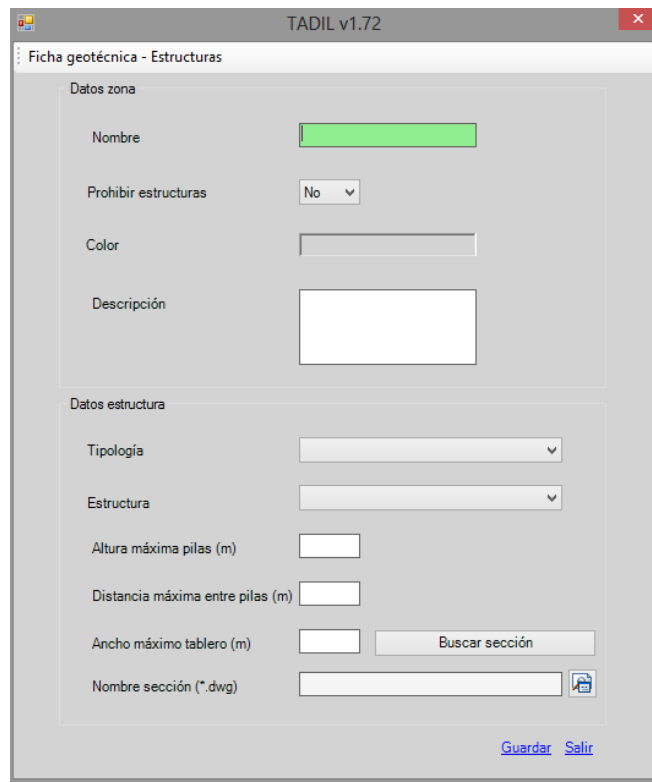 TADIL v1.72
Ficha geotécnica - Estructuras
Datos zona
Nombre
Prohibir estructuras No
Color
Descripción
Datos estructura
Tipología
Estructura
Altura máxima pilas (m)
Distancia máxima entre pilas (m)
Ancho máximo tablero (m) Buscar sección
Nombre sección (*.dwg)
Guardar Salir